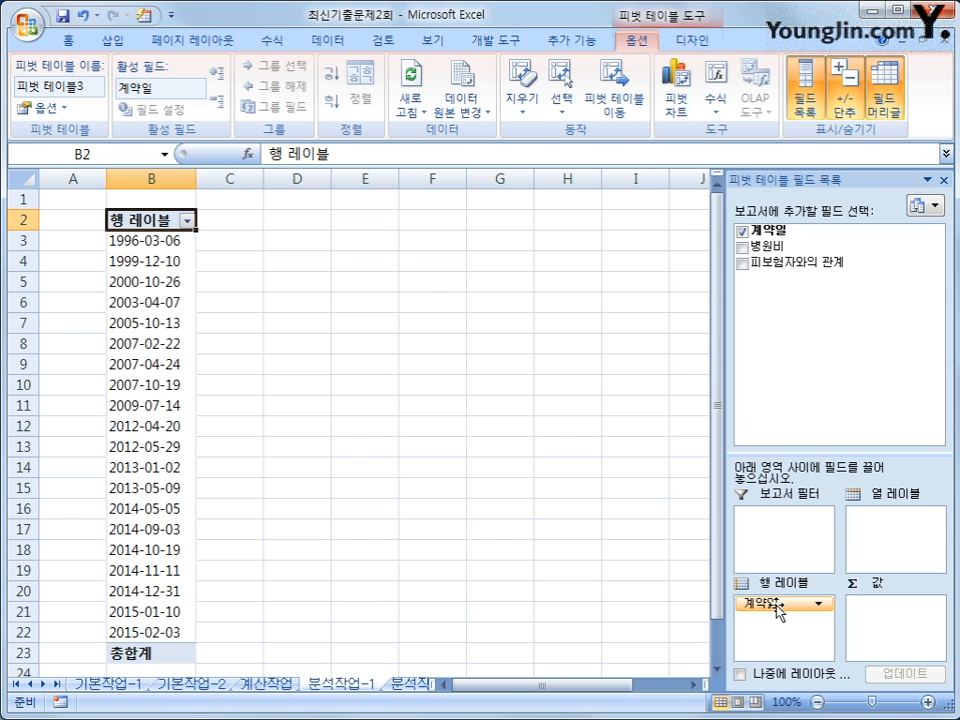 최신기출문제2회 - Microsoft Excel
피벗 테이블 도구
YoungJin.com Y.
홈 삽입 페이지 레이아웃 수식 데이터 검토 보기 개발 도구 추가 기능 옵션 디자인
피벗 테이블 이름:
피벗 테이블3
옵션
피벗 테이블
활성 필드:
계약일
필드 설정
활성 필드
그룹 선택
그룹 해제
그룹 필드
그룹
정렬
정렬
새로 고침
데이터 원본 변경
데이터
지우기
선택
피벗 테이블 이동
동작
피벗 차트
수식
OLAP 도구
도구
필드 목록
+/- 단추
필드 머리글
표시/숨기기
B2
fx 행 레이블
A B C D E F G H I J
1
2 행 레이블
3 1996-03-06
4 1999-12-10
5 2000-10-26
6 2003-04-07
7 2005-10-13
8 2007-02-22
9 2007-04-24
10 2007-10-19
11 2009-07-14
12 2012-04-20
13 2012-05-29
14 2013-01-02
15 2013-05-09
16 2014-05-05
17 2014-09-03
18 2014-10-19
19 2014-11-11
20 2014-12-31
21 2015-01-10
22 2015-02-03
23 총합계
24
피벗 테이블 필드 목록
보고서에 추가할 필드 선택:
계약일
병원비
피보험자와의 관계
아래 영역 사이에 필드를 끌어
놓으십시오.
보고서 필터 열 레이블
행 레이블 Σ 값
계약일
나중에 레이아웃 ... 업데이트
기본작업-1 기본작업-2 계산작업 분석작업-1 분석작
준비 100%